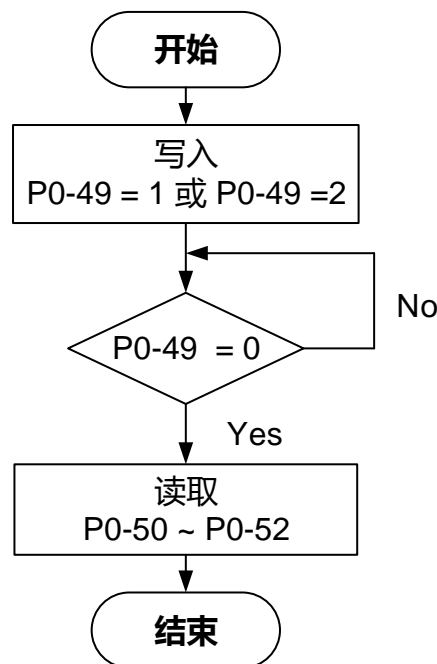 开始
写入
P0-49 = 1 或 P0-49 =2
No
P0-49 = 0
Yes
读取
P0-50 ~ P0-52
结束